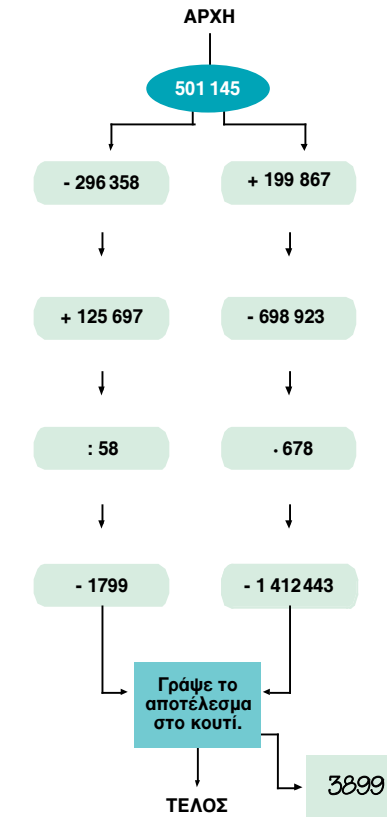 ΑΡΧΗ
501 145
- 296 358
+ 199 867
+ 125 697
- 698 923
: 58
· 678
- 1799
- 1 412 443
Γράψε το
αποτέλεσμα
στο κουτί.
3899
ΤΕΛΟΣ